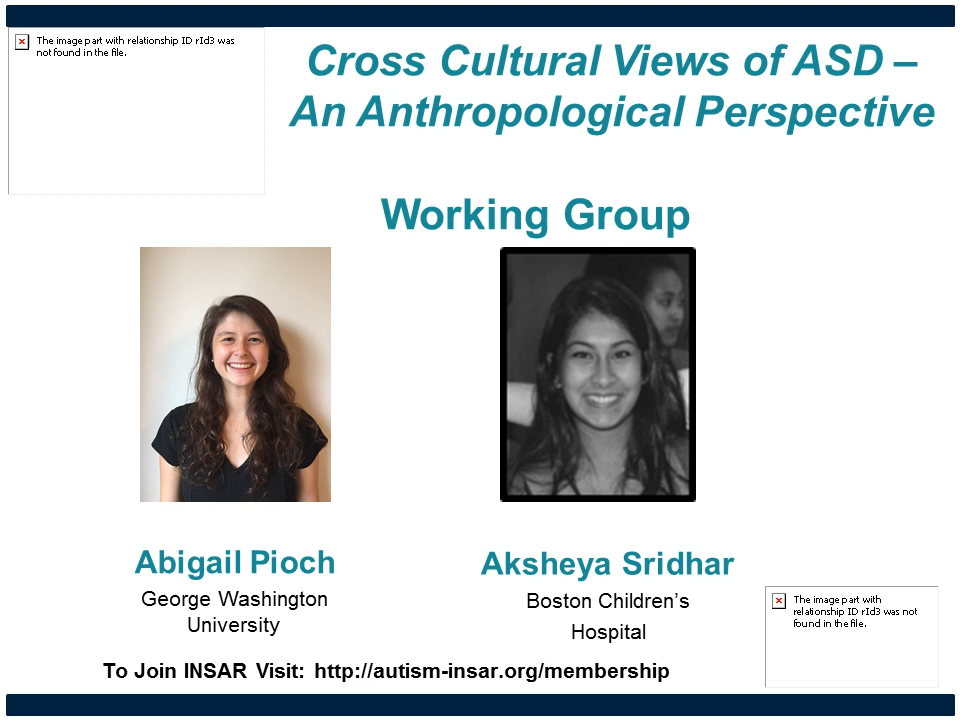 The image part with relationship ID rId3 was
not found in the file.
Cross Cultural Views of ASD –
An Anthropological Perspective
Working Group
Abigail Pioch
George Washington
University
Aksheya Sridhar
Boston Children’s
Hospital
The image part with
relationship ID rId3 was not
found in the file.
To Join INSAR Visit: http://autism-insar.org/membership